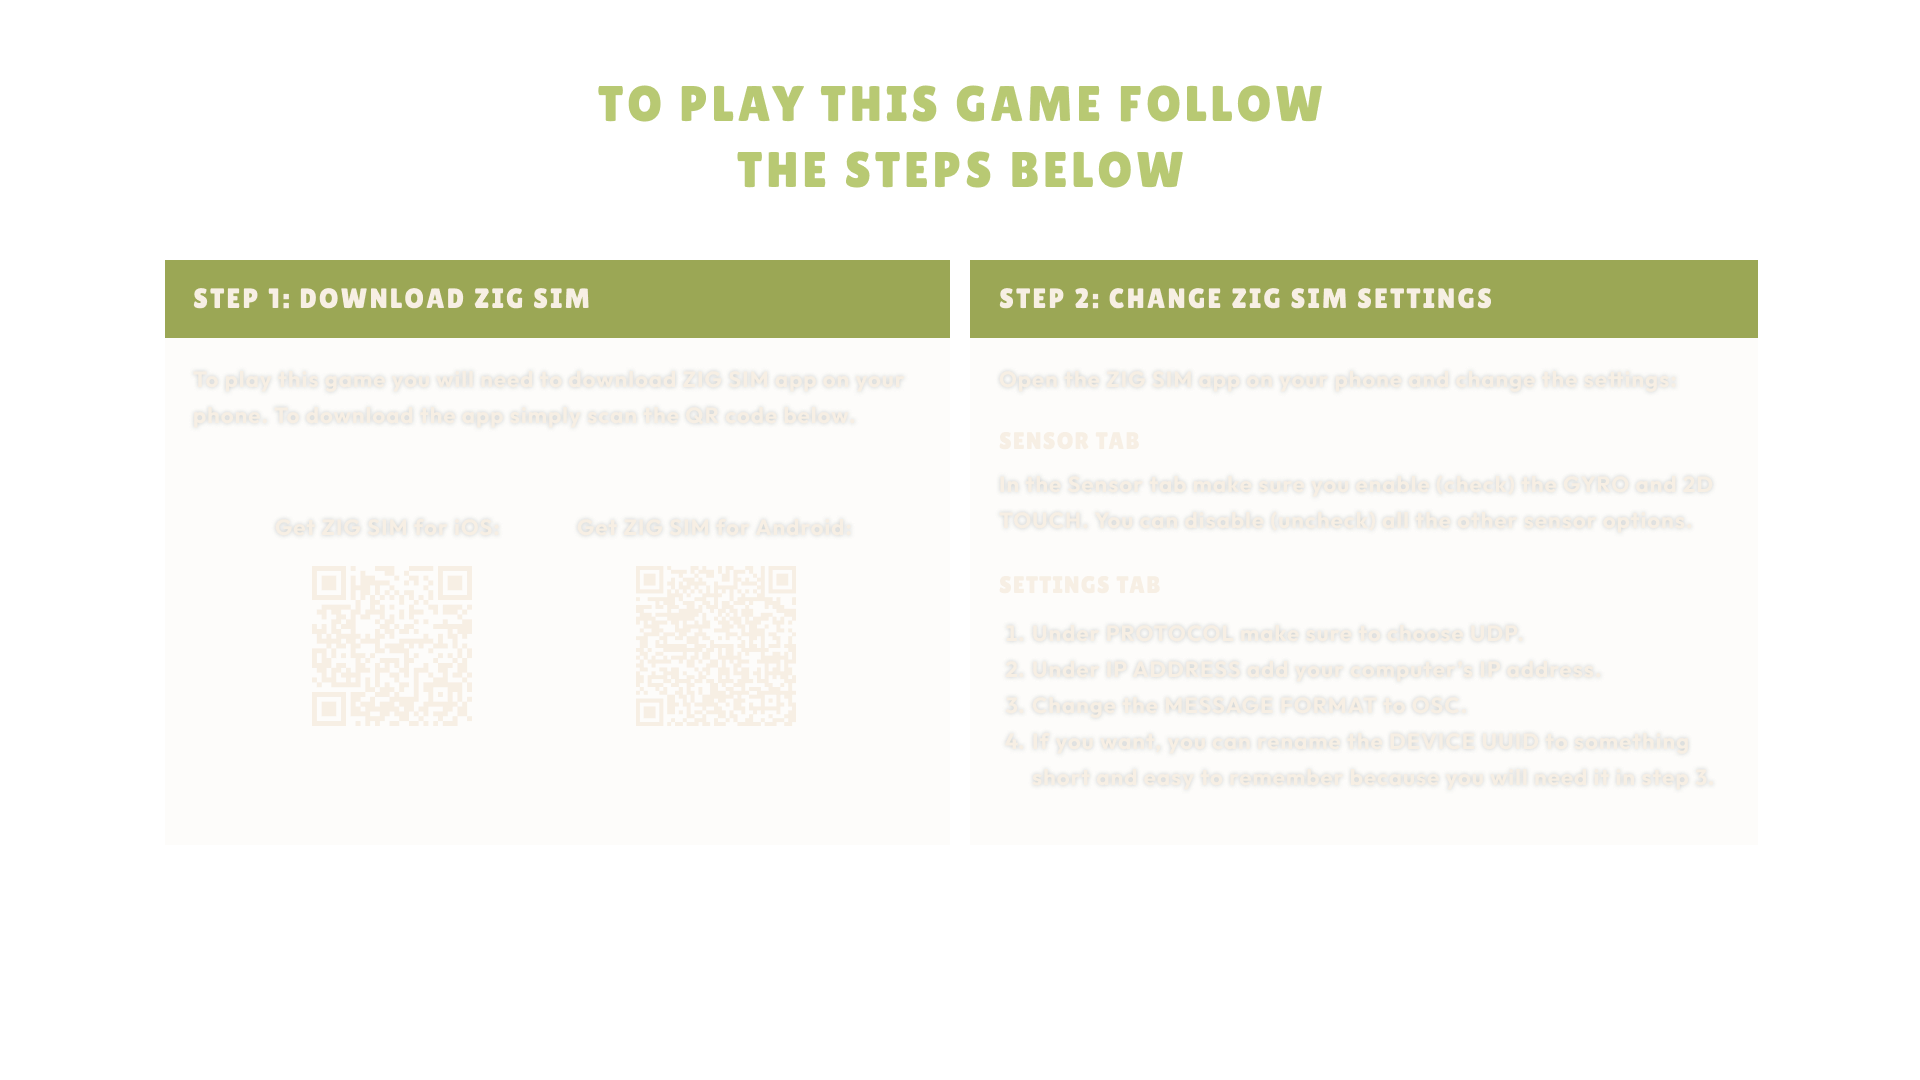 TO PLAY THIS GAME FOLLOW
THE STEPS BELOW
STEP 1: DOWNLOAD ZIG SIM
To play this game you will need to download ZIG SIM app on your
phone. To download the app simply scan the QR code below.
Get ZIG SIM for IOS:
Get ZIG SIM for Android:
STEP 2: CHANGE ZIG SIM SETTINGS
Open the ZIG SIM app on your phone and change the settings:
SENSOR TAB
In the Sensor tab make sure you enable (check) the GYRO and 2D
TOUCH. You can disable (uncheck) all the other sensor options.
SETTINGS TAB
1. Under PROTOCOL make sure to choose UDP.
2. Under IP ADDRESS add your computer's IP address.
3. Change the MESSAGE FORMAT to OSC.
4. If you want, you can rename the DEVICE UUID to something
short and easy to remember because you will need it in step 3.